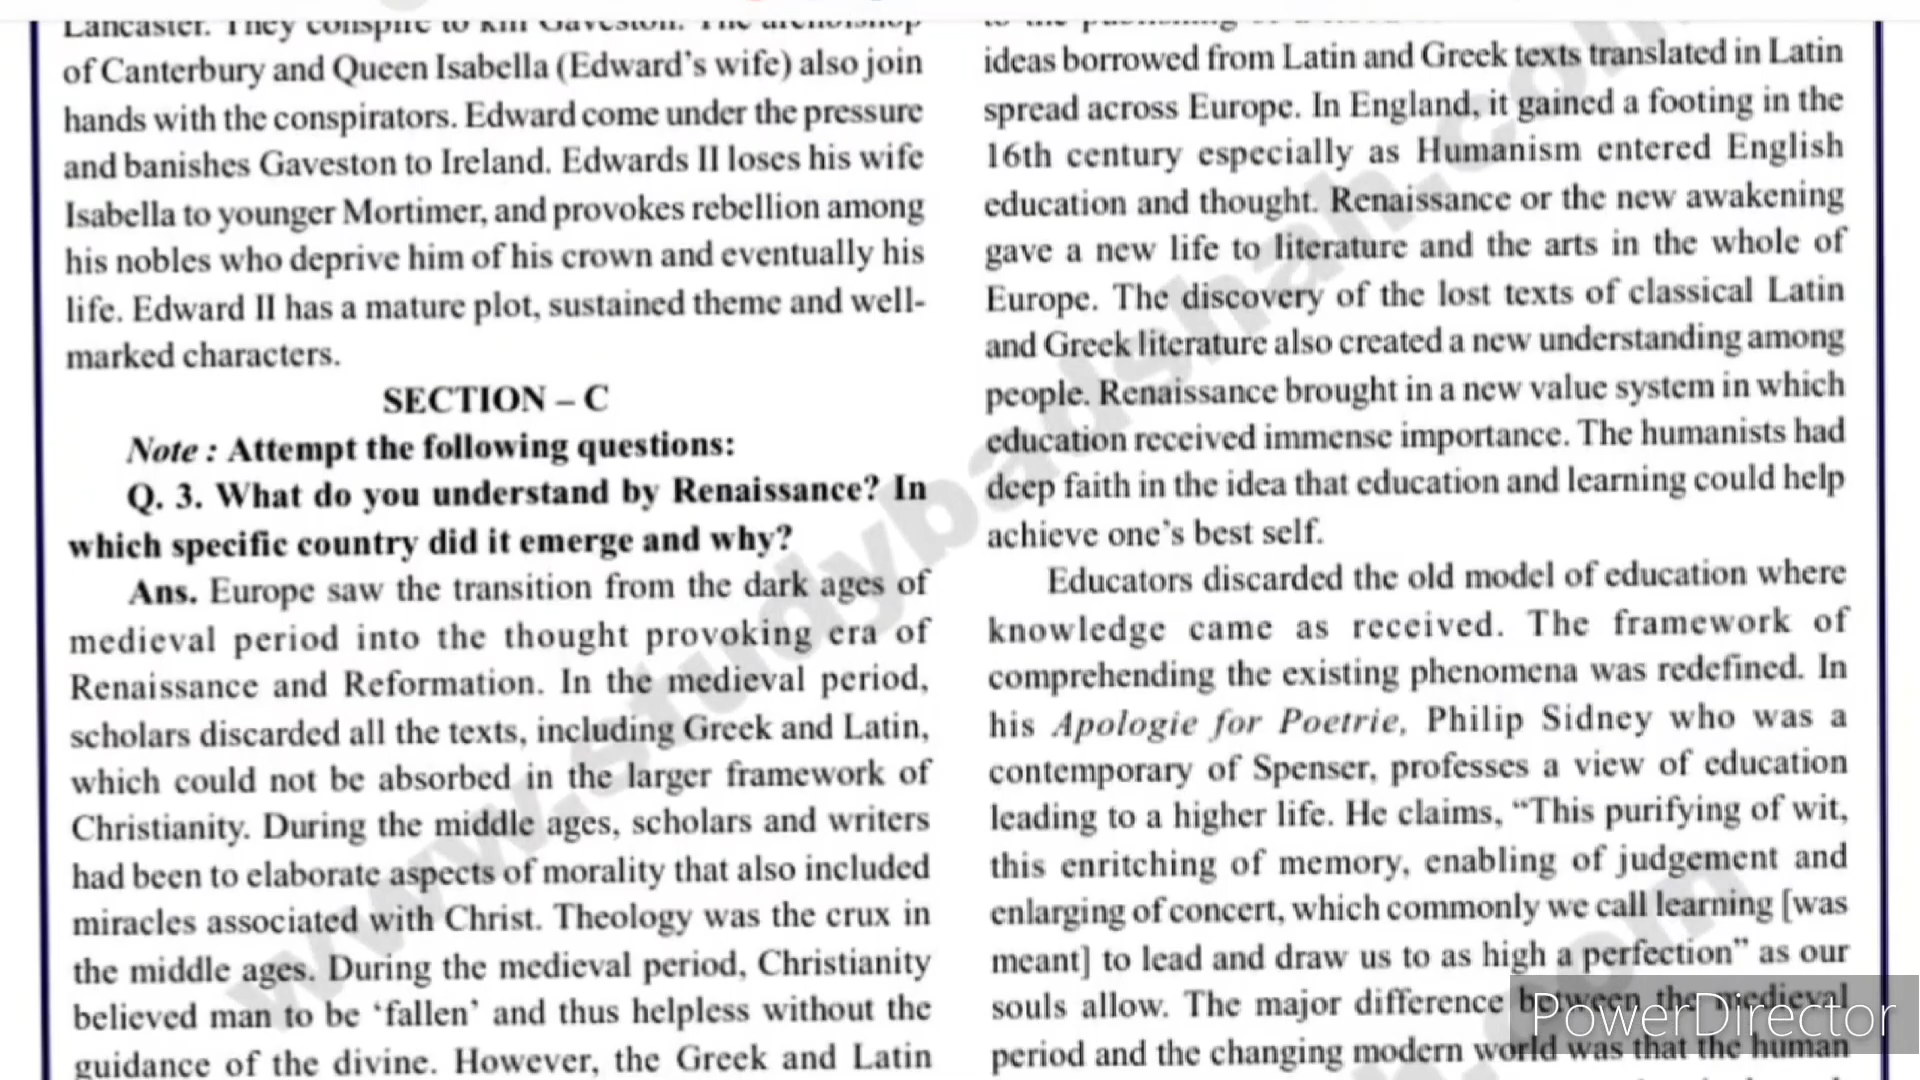 Lancaster. They conspire to kill Gaveston. The archbishop
of Canterbury and Queen Isabella (Edward's wife) also join
hands with the conspirators. Edward come under the pressure
and banishes Gaveston to Ireland. Edwards II loses his wife
Isabella to younger Mortimer, and provokes rebellion among
his nobles who deprive him of his crown and eventually his
life. Edward II has a mature plot, sustained theme and well-
marked characters.
SECTION – C
Note : Attempt the following questions:
Q. 3. What do you understand by Renaissance? In
which specific country did it emerge and why?
Ans. Europe saw the transition from the dark ages of
medieval period into the thought provoking era of
Renaissance and Reformation. In the medieval period,
scholars discarded all the texts, including Greek and Latin,
which could not be absorbed in the larger framework of
Christianity. During the middle ages, scholars and writers
had been to elaborate aspects of morality that also included
miracles associated with Christ. Theology was the crux in
the middle ages. During the medieval period, Christianity
believed man to be ‘fallen’ and thus helpless without the
guidance of the divine. However, the Greek and Latin
to the
ideas borrowed from Latin and Greek texts translated in Latin
spread across Europe. In England, it gained a footing in the
16th century especially as Humanism entered English
education and thought. Renaissance or the new awakening
gave a new life to literature and the arts in the whole of
Europe. The discovery of the lost texts of classical Latin
and Greek literature also created a new understanding among
people. Renaissance brought in a new value system in which
education received immense importance. The humanists had
deep faith in the idea that education and learning could help
achieve one's best self.
Educators discarded the old model of education where
knowledge came as received. The framework of
comprehending the existing phenomena was redefined. In
his Apologie for Poetrie, Philip Sidney who was a
contemporary of Spenser, professes a view of education
leading to a higher life. He claims, “This purifying of wit,
this enritching of memory, enabling of judgement and
enlarging of concert, which commonly we call learning [was
meant] to lead and draw us to as high a perfection” as our
souls allow. The major difference between the medieval
period and the changing modern world was that the human
www.studybadshah.com
PowerDirector